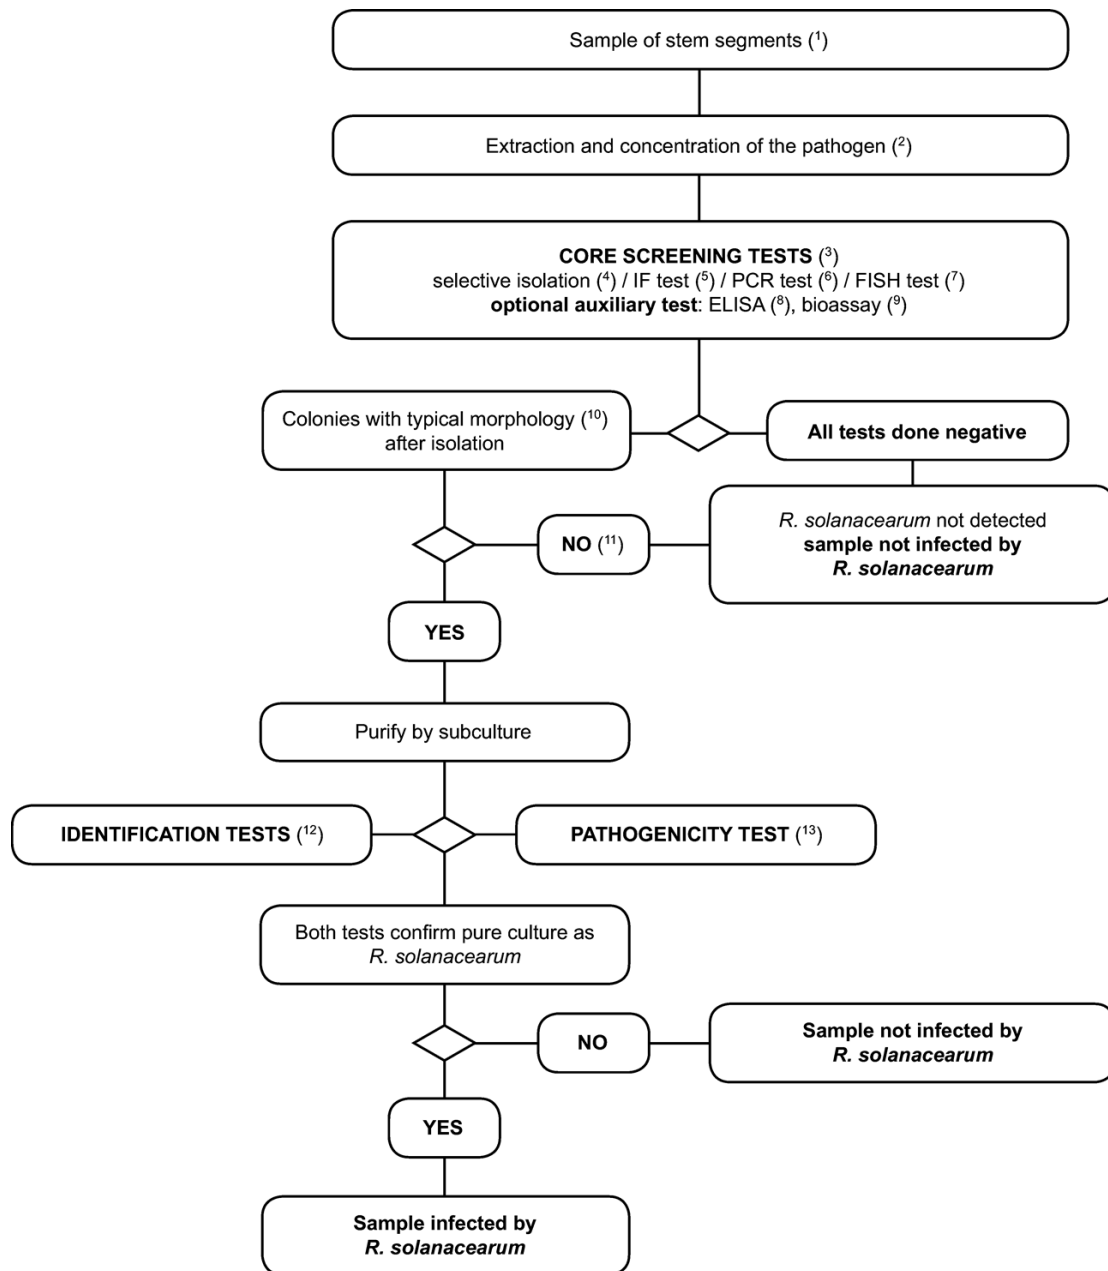 Sample of stem segments (¹)
Extraction and concentration of the pathogen (²)
CORE SCREENING TESTS (³)
selective isolation (⁴) / IF test (⁵) / PCR test (⁶) / FISH test (⁷)
optional auxiliary test: ELISA (⁸), bioassay (⁹)
Colonies with typical morphology (¹⁰)
after isolation
All tests done negative
NO (¹¹)
R. solanacearum not detected
sample not infected by
R. solanacearum
YES
Purify by subculture
IDENTIFICATION TESTS (¹²)
PATHOGENICITY TEST (¹³)
Both tests confirm pure culture as
R. solanacearum
NO
Sample not infected by
R. solanacearum
YES
Sample infected by
R. solanacearum